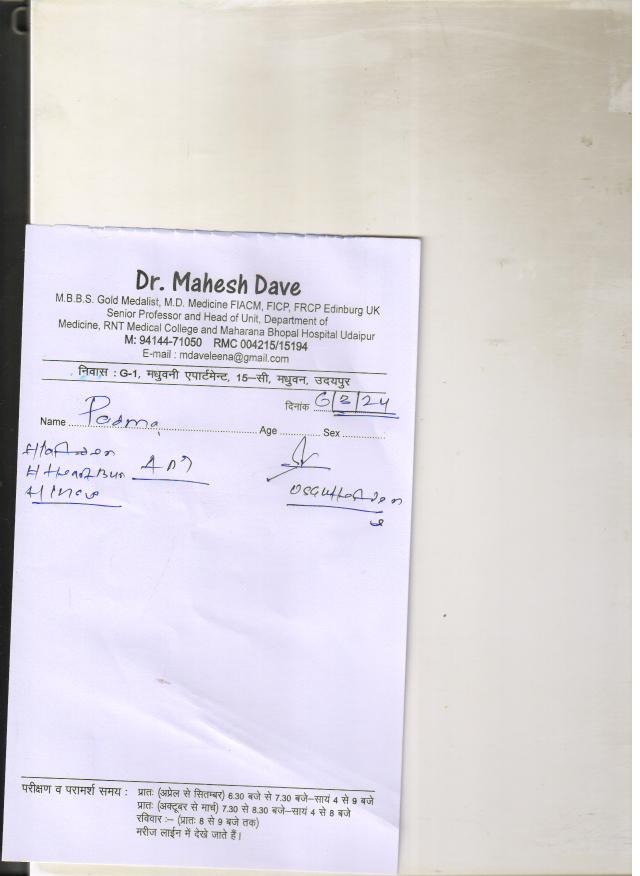 Dr. Mahesh Dave
M.B.B.S. Gold Medalist, M.D. Medicine FIACM, FICP, FRCP Edinburg UK
Senior Professor and Head of Unit, Department of
Medicine, RNT Medical College and Maharana Bhopal Hospital Udaipur
M: 94144-71050 RMC 004215/15194
E-mail : mdaveleena@gmail.com
निवास : G-1, मधुवनी एपार्टमेन्ट, 15–सी, मधुवन, उदयपुर
दिनांक 6/3/24
Name Padma Age Sex
परीक्षण व परामर्श समय : प्रातः (अप्रेल से सितम्बर) 6.30 बजे से 7.30 बजे–सायं 4 से 9 बजे
प्रातः (अक्टूबर से मार्च) 7.30 से 8.30 बजे–सायं 4 से 8 बजे
रविवार :– (प्रातः 8 से 9 बजे तक)
मरीज लाईन में देखे जाते हैं।